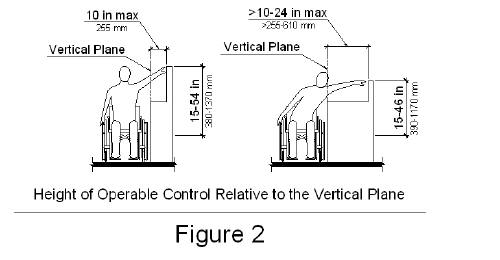 10 in max
255 mm
Vertical Plane
15-54 in
380-1370 mm
>10-24 in max
>255-610 mm
Vertical Plane
15-46 in
390-1170 mm
Height of Operable Control Relative to the Vertical Plane
Figure 2